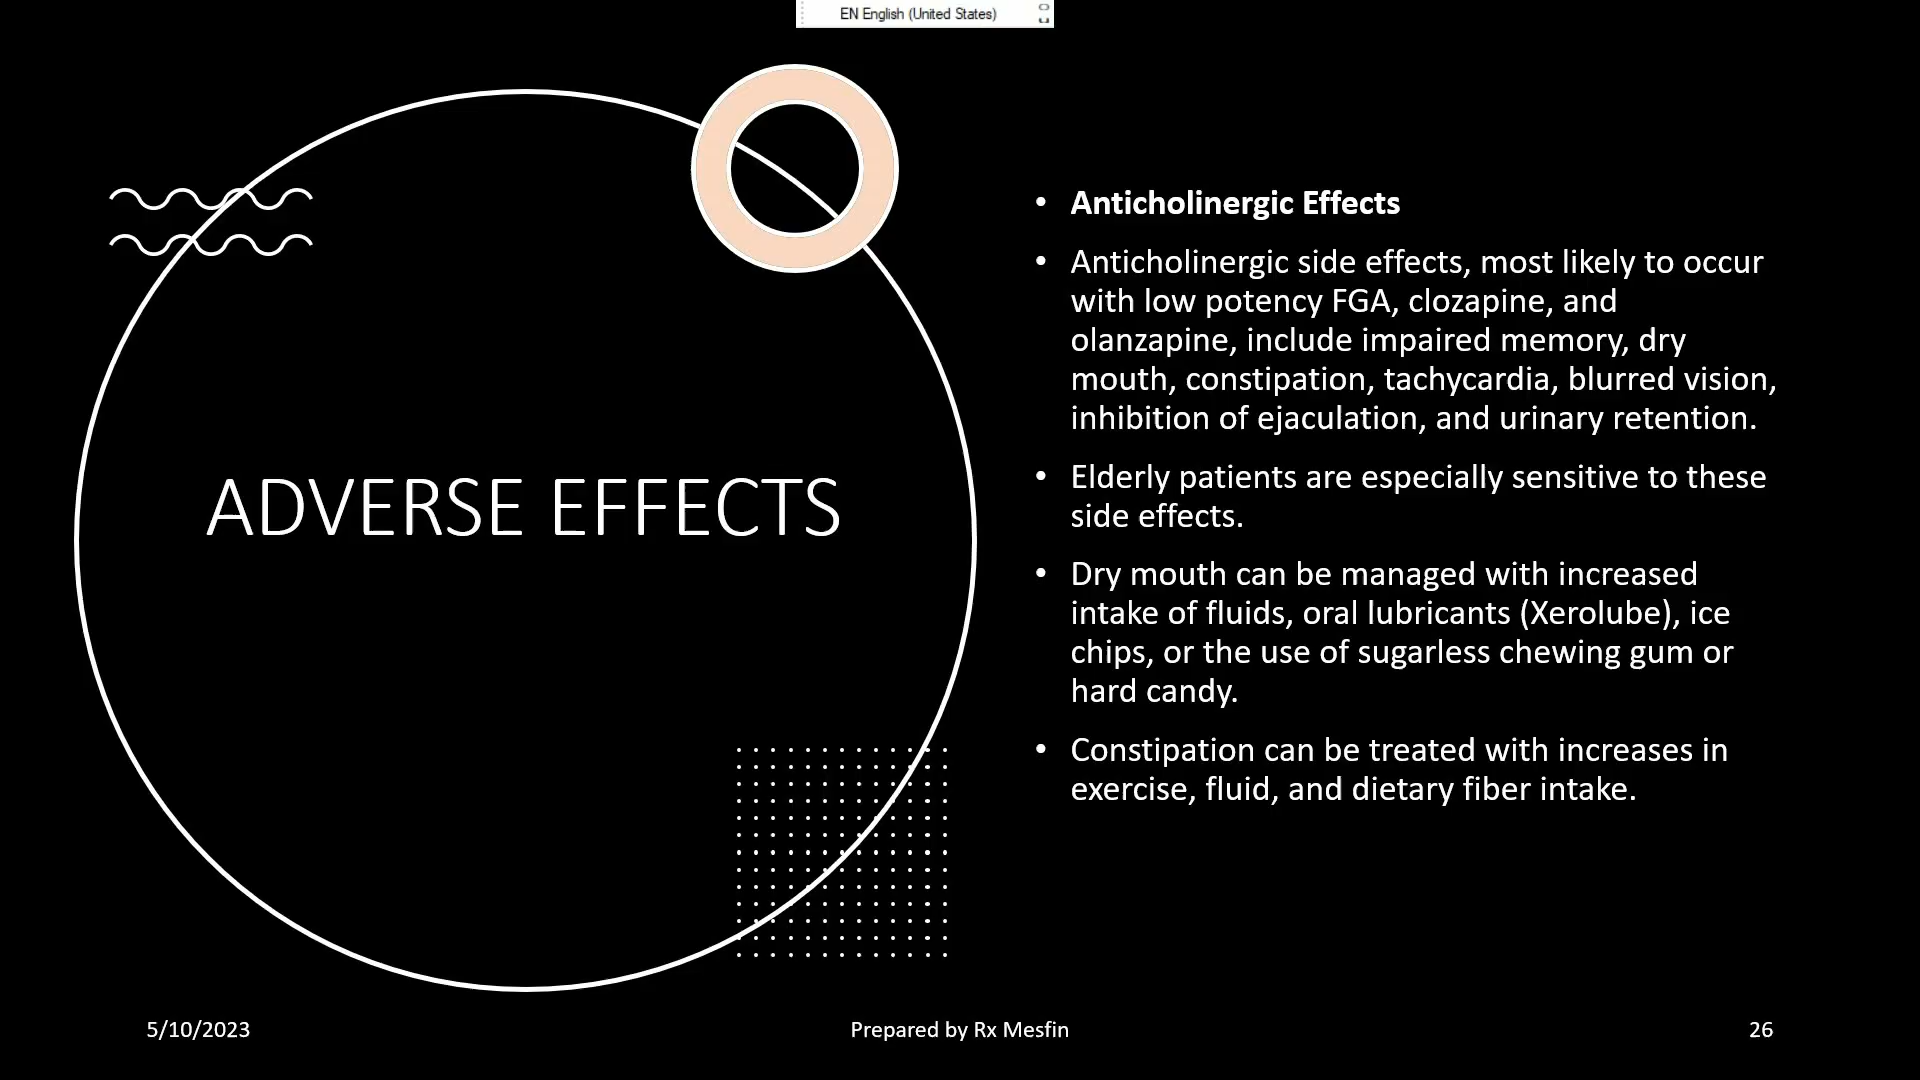 EN English (United States)
ADVERSE EFFECTS
• Anticholinergic Effects
• Anticholinergic side effects, most likely to occur
with low potency FGA, clozapine, and
olanzapine, include impaired memory, dry
mouth, constipation, tachycardia, blurred vision,
inhibition of ejaculation, and urinary retention.
• Elderly patients are especially sensitive to these
side effects.
• Dry mouth can be managed with increased
intake of fluids, oral lubricants (Xerolube), ice
chips, or the use of sugarless chewing gum or
hard candy.
• Constipation can be treated with increases in
exercise, fluid, and dietary fiber intake.
5/10/2023
Prepared by Rx Mesfin
26